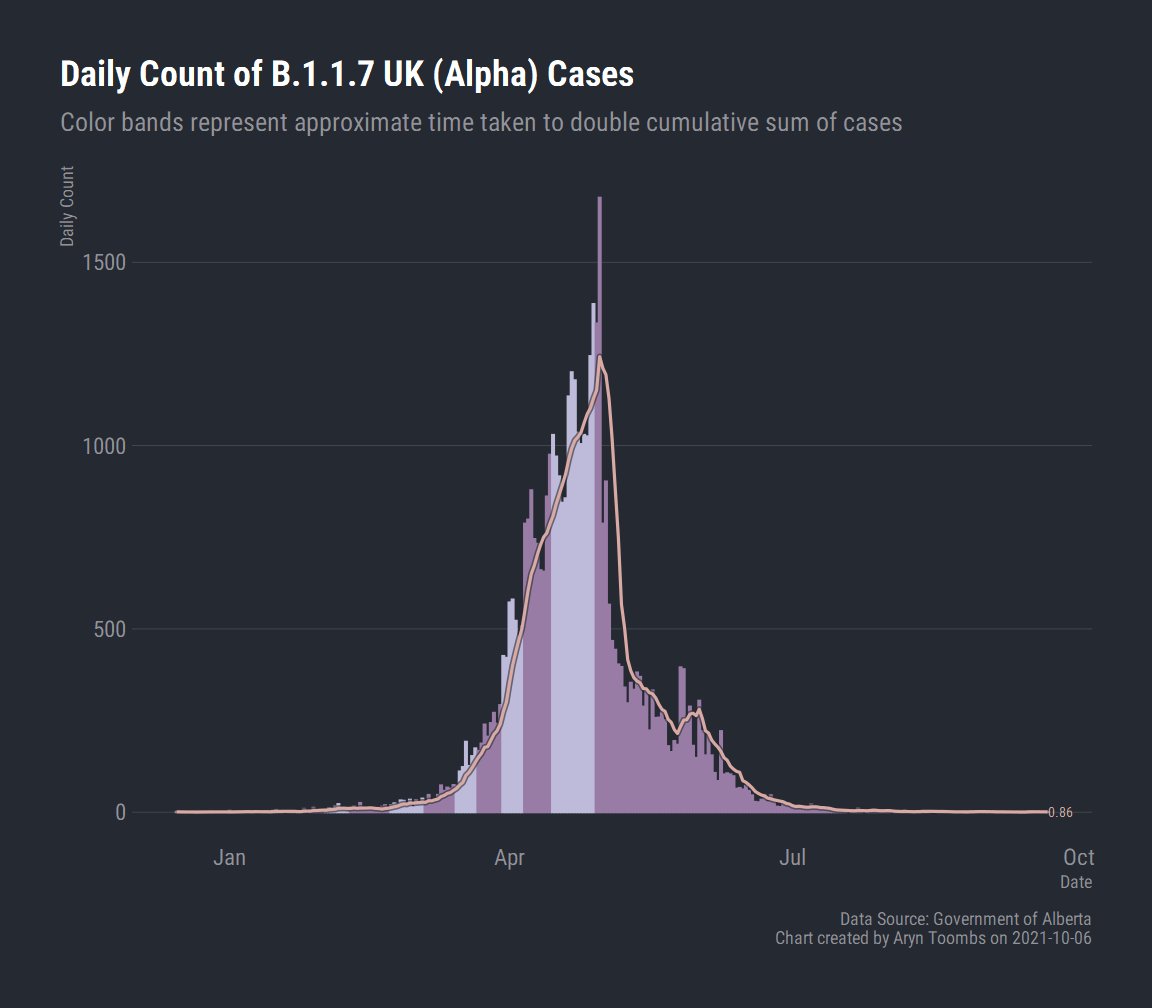 Daily Count of B.1.1.7 UK (Alpha) Cases
Color bands represent approximate time taken to double cumulative sum of cases
Daily Count
1500
1000
500
0
0.86
Jan Apr Jul Oct
Date
Data Source: Government of Alberta
Chart created by Aryn Toombs on 2021-10-06